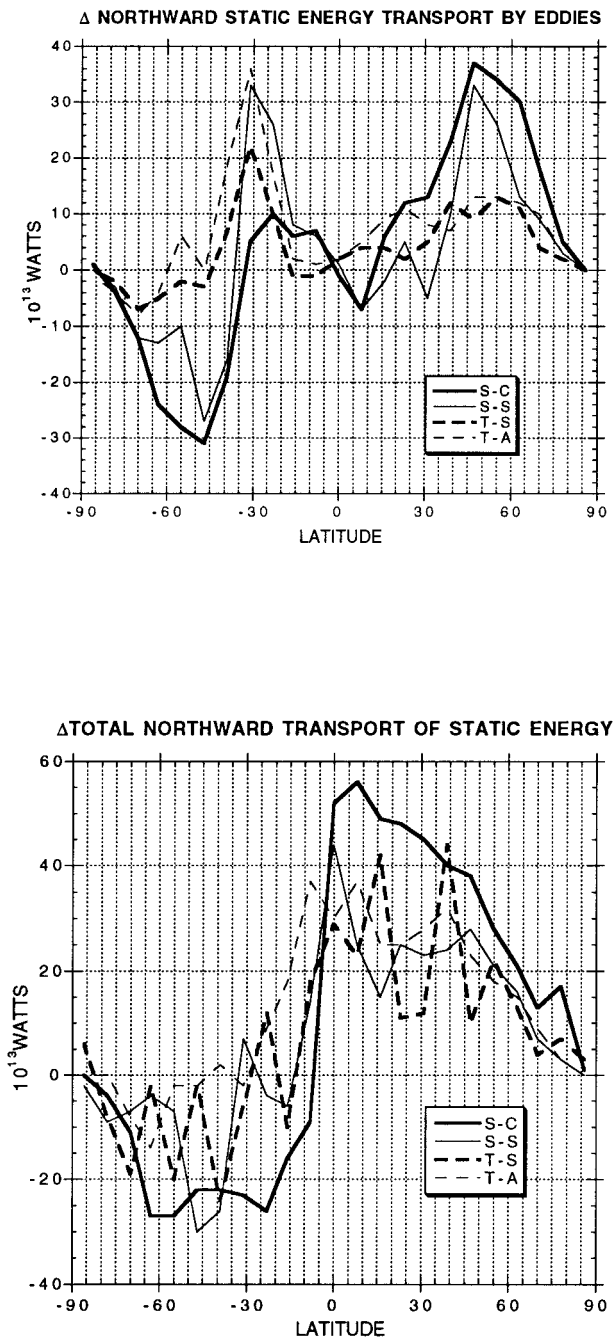 Δ NORTHWARD STATIC ENERGY TRANSPORT BY EDDIES
40
30
20
10
0
-10
-20
-30
-40
10¹³ WATTS
S-C
S-S
T-S
T-A
-90 -60 -30 0 30 60 90
LATITUDE
ΔTOTAL NORTHWARD TRANSPORT OF STATIC ENERGY
60
40
20
0
-20
-40
10¹³WATTS
S-C
S-S
T-S
T-A
-90 -60 -30 0 30 60 90
LATITUDE